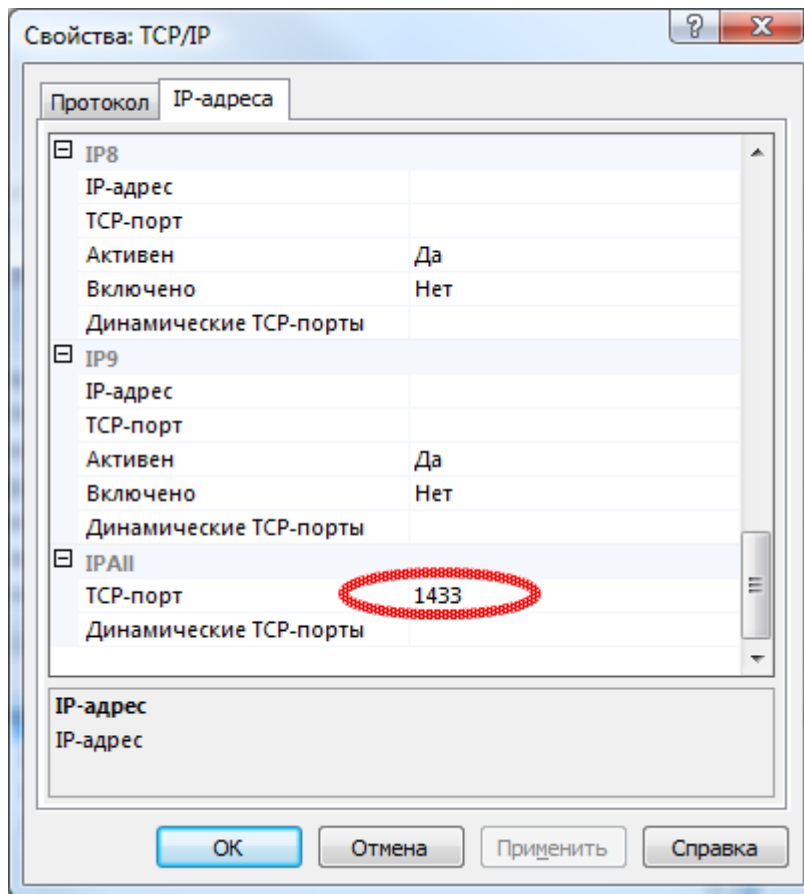 Свойства: TCP/IP
Протокол IP-адреса
IP8
IP-адрес
TCP-порт
Активен Да
Включено Нет
Динамические TCP-порты
IP9
IP-адрес
TCP-порт
Активен Да
Включено Нет
Динамические TCP-порты
IPAll
TCP-порт 1433
Динамические TCP-порты
IP-адрес
IP-адрес
ОК Отмена Применить Справка